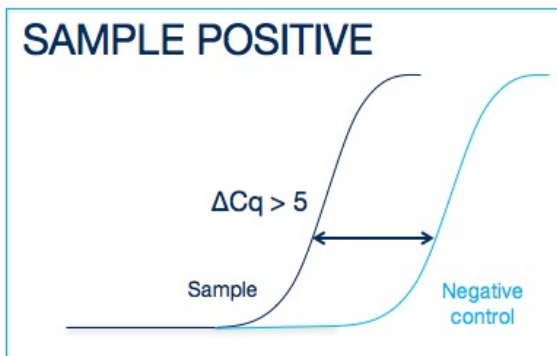 SAMPLE POSITIVE
ΔCq > 5
Sample
Negative
control